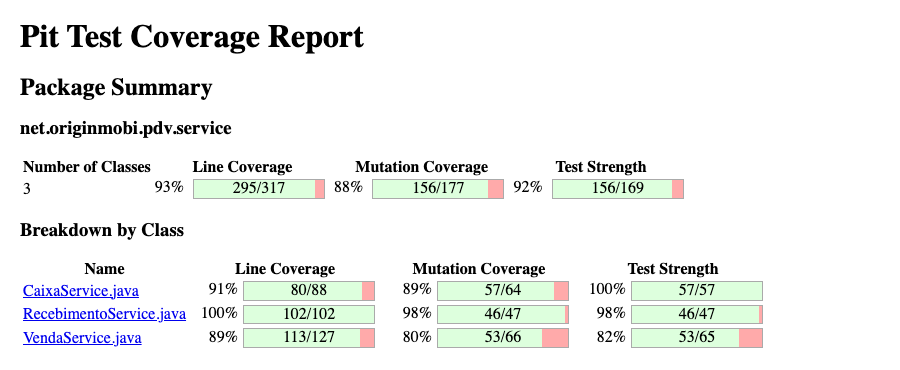 Pit Test Coverage Report
Package Summary
net.originmobi.pdv.service
Number of Classes Line Coverage Mutation Coverage Test Strength
3 93% 295/317 88% 156/177 92% 156/169
Breakdown by Class
Name Line Coverage Mutation Coverage Test Strength
CaixaService.java 91% 80/88 89% 57/64 100% 57/57
RecebimentoService.java 100% 102/102 98% 46/47 98% 46/47
VendaService.java 89% 113/127 80% 53/66 82% 53/65